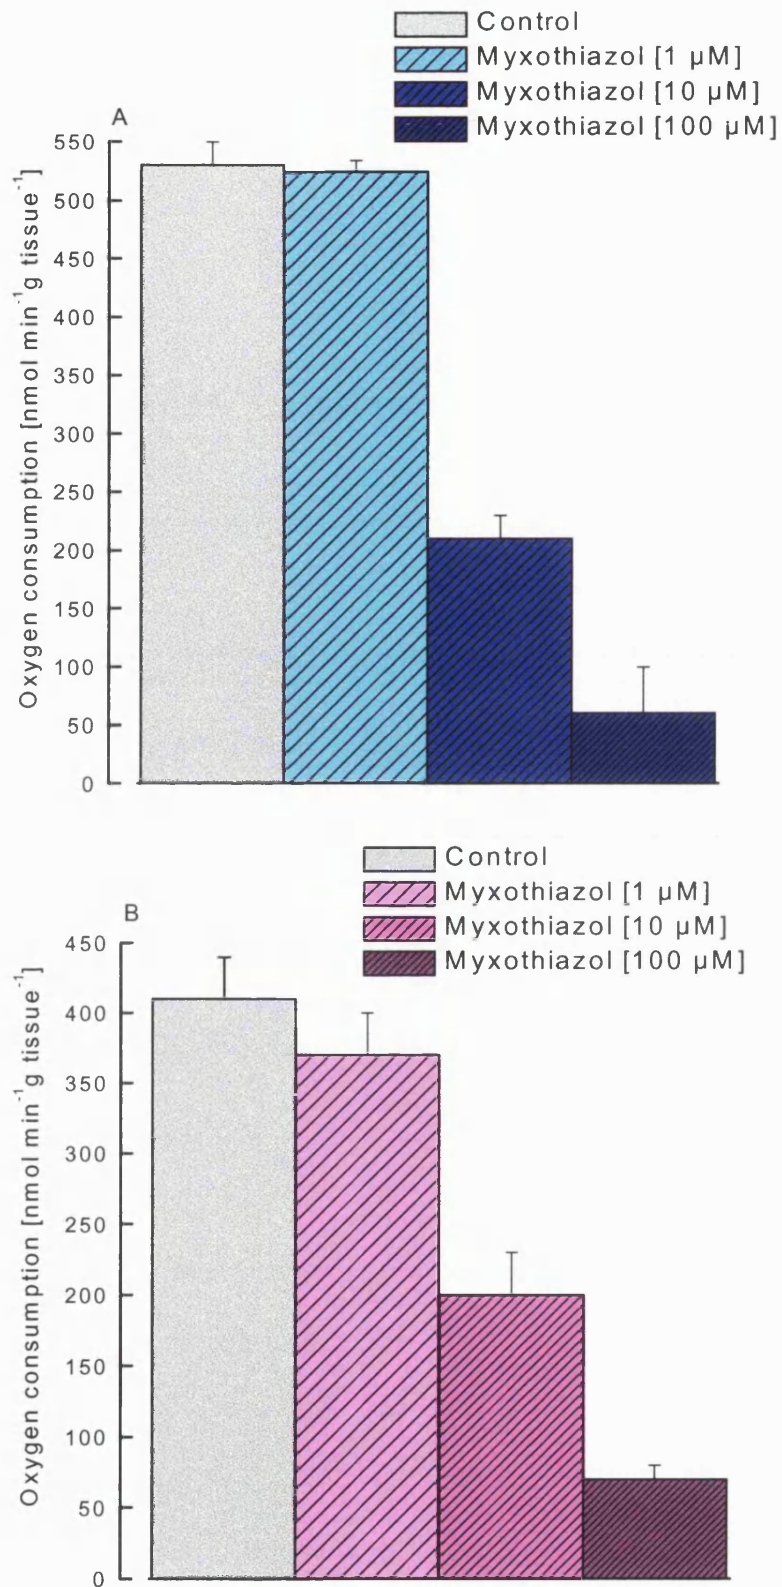 Control
Myxothiazol [1 µM]
Myxothiazol [10 µM]
Myxothiazol [100 µM]
A
Oxygen consumption [nmol min⁻¹g tissue⁻¹]
550
500
450
400
350
300
250
200
150
100
50
0
Control
Myxothiazol [1 µM]
Myxothiazol [10 µM]
Myxothiazol [100 µM]
B
Oxygen consumption [nmol min⁻¹g tissue⁻¹]
450
400
350
300
250
200
150
100
50
0